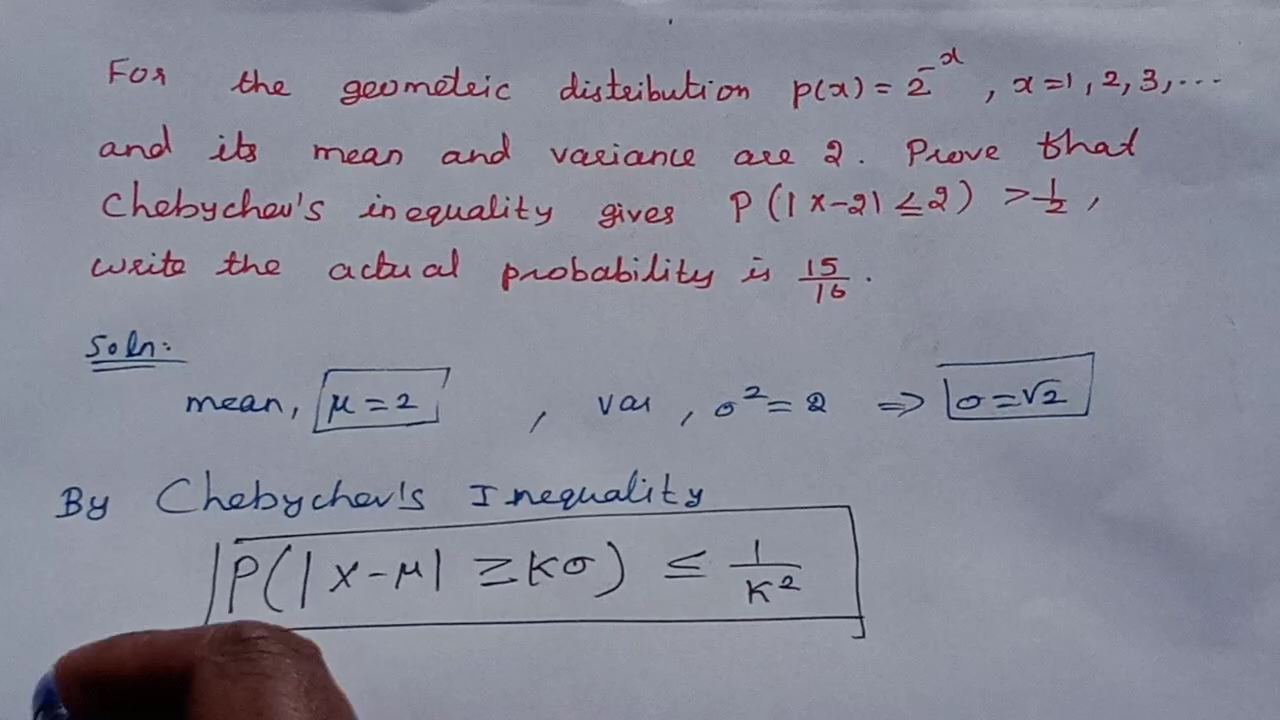 For the geometric distribution p(x) = 2^{-x}, x=1, 2, 3, ...
and its mean and variance are 2. Prove that
Chebychev's inequality gives P(|x-2| ≤2) > 1/2,
write the actual probability is 15/16.
Soln:
mean, μ=2, var, σ²=2 ⇒ σ=√2
By Chebychev's Inequality
P(|x-μ| ≥ Kσ) ≤ 1/K²